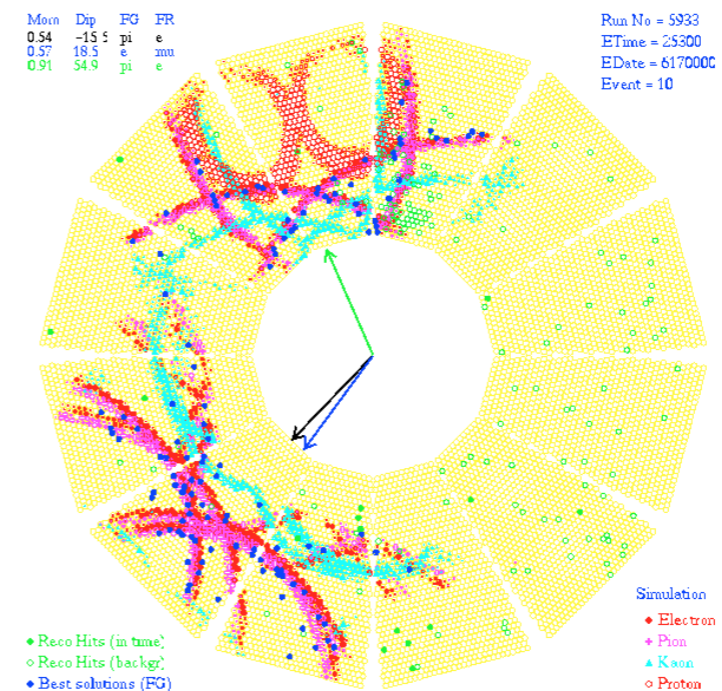 Mom Dip FG FR
0.54 -15.5 pi e
0.57 18.5 e mu
0.91 54.9 pi e
Run No = 5933
ETime = 25300
EDate = 6170000
Event = 10
Reco Hits (in time)
Reco Hits (backgr)
Best solutions (FG)
Simulation
Electron
Pion
Kaon
Proton